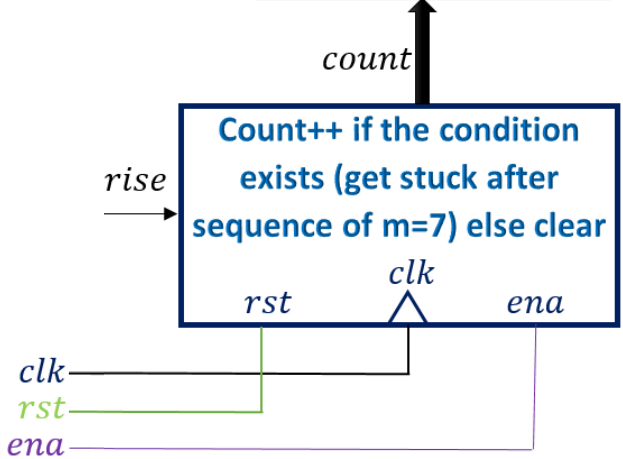 count
Count++ if the condition
rise
exists (get stuck after
sequence of m=7) else clear
clk
rst
ena
clk
rst
ena